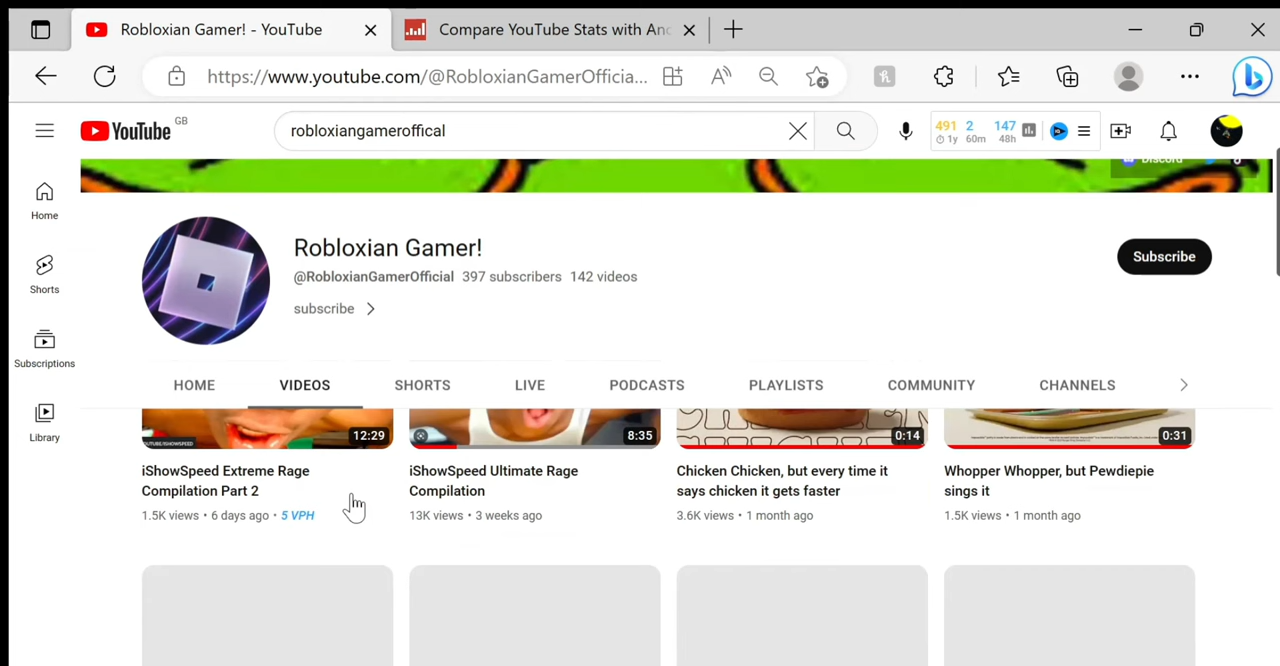 Robloxian Gamer! - YouTube
Compare YouTube Stats with Anc
https://www.youtube.com/@RobloxianGamerOfficia...
YouTube GB
robloxiangameroffical
491 2 147
1y 60m 48h
Discord
Home
Shorts
Subscriptions
Library
Robloxian Gamer!
@RobloxianGamerOfficial 397 subscribers 142 videos
subscribe
Subscribe
HOME VIDEOS SHORTS LIVE PODCASTS PLAYLISTS COMMUNITY CHANNELS
YOUTUBE/ISHOWSPEED
12:29
8:35
0:14
0:31
iShowSpeed Extreme Rage
Compilation Part 2
1.5K views • 6 days ago • 5 VPH
iShowSpeed Ultimate Rage
Compilation
13K views • 3 weeks ago
Chicken Chicken, but every time it
says chicken it gets faster
3.6K views • 1 month ago
Whopper Whopper, but Pewdiepie
sings it
1.5K views • 1 month ago